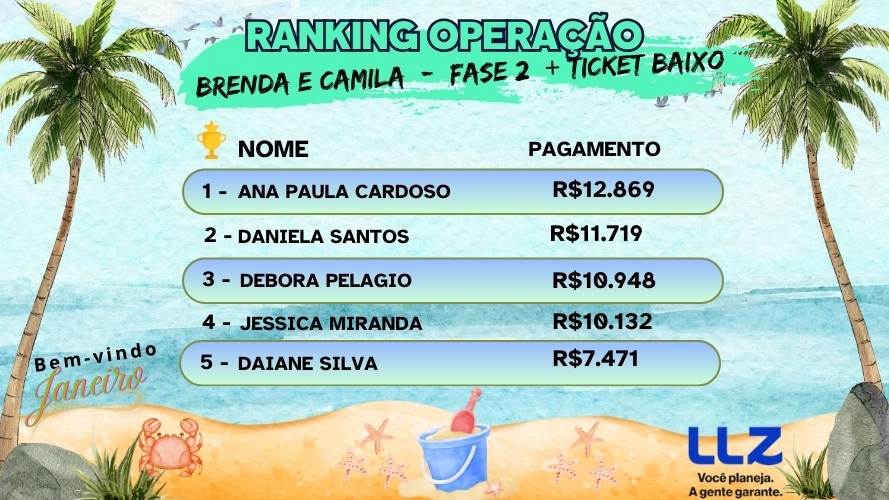 RANKING OPERAÇÃO
BRENDA E CAMILA - FASE 2 + TICKET BAIXO
NOME PAGAMENTO
1 - ANA PAULA CARDOSO R$12.869
2 - DANIELA SANTOS R$11.719
3 - DEBORA PELAGIO R$10.948
4 - JESSICA MIRANDA R$10.132
5 - DAIANE SILVA R$7.471
Bem-vindo
Janeiro
LLZ
Você planeja.
A gente garante.